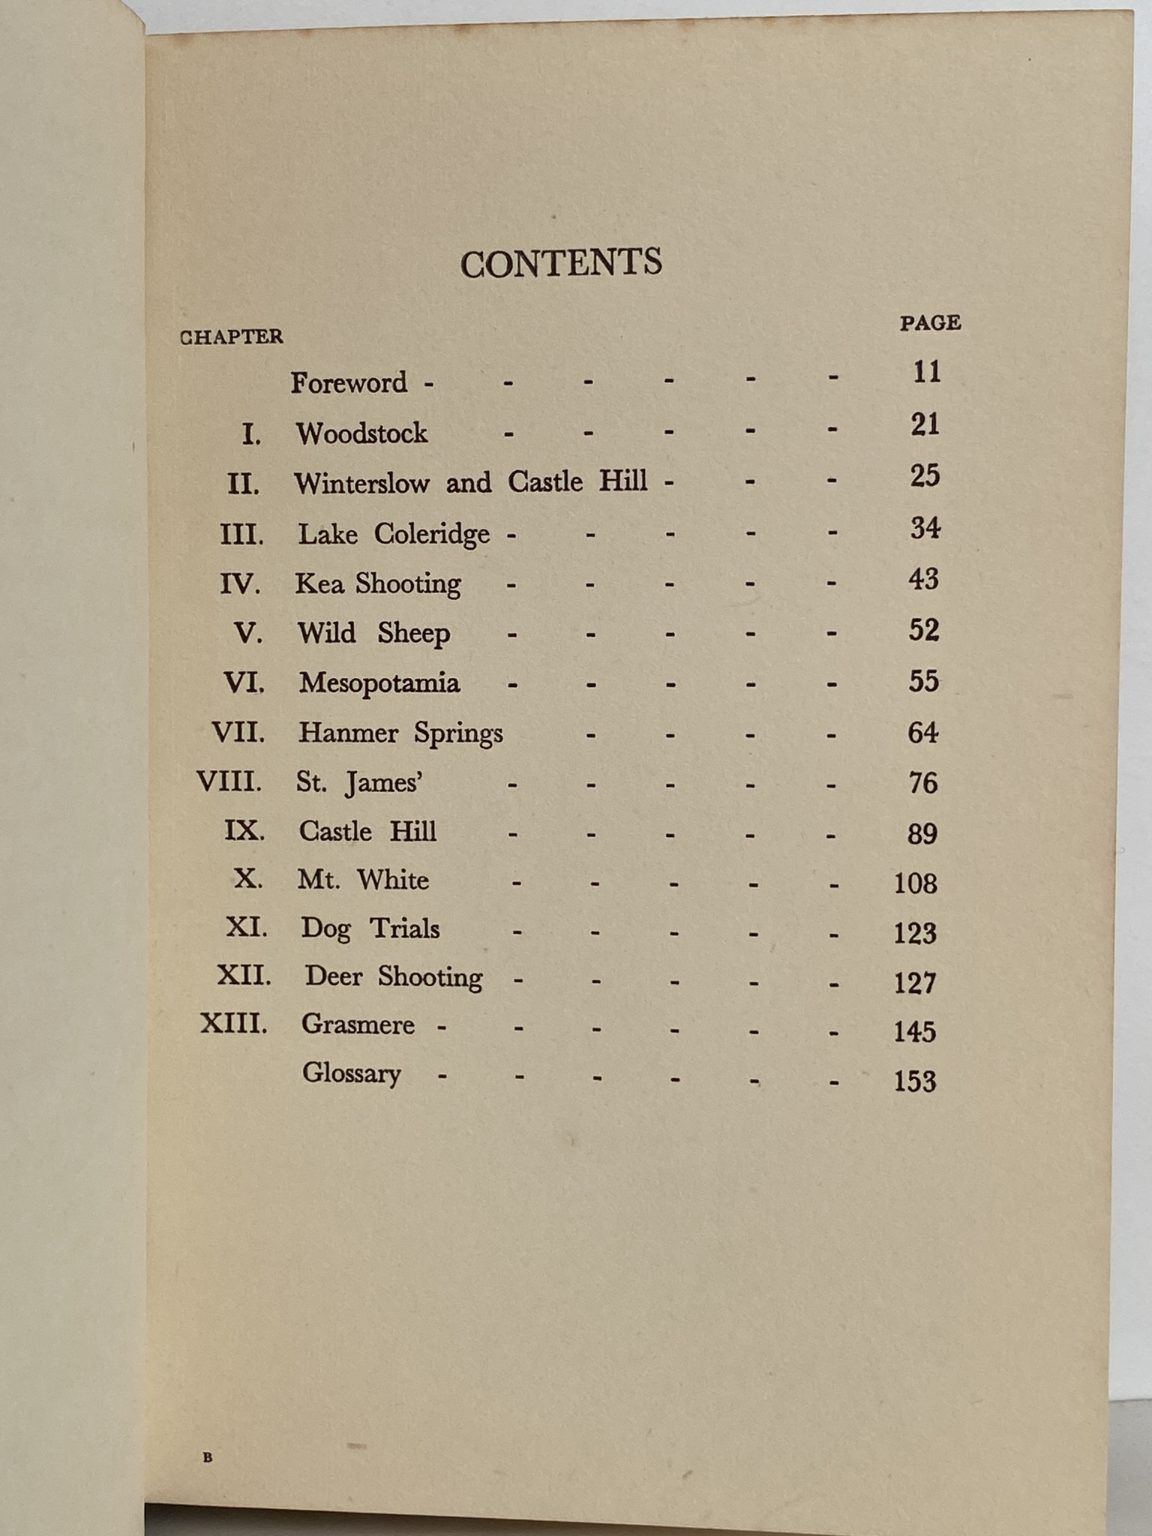 CONTENTS
CHAPTER PAGE
Foreword - - - - - - 11
I. Woodstock - - - - - 21
II. Winterslow and Castle Hill - - - 25
III. Lake Coleridge - - - - - 34
IV. Kea Shooting - - - - - 43
V. Wild Sheep - - - - - 52
VI. Mesopotamia - - - - - 55
VII. Hanmer Springs - - - - 64
VIII. St. James' - - - - - 76
IX. Castle Hill - - - - - 89
X. Mt. White - - - - - 108
XI. Dog Trials - - - - - 123
XII. Deer Shooting - - - - - 127
XIII. Grasmere - - - - - - 145
Glossary - - - - - - 153
B